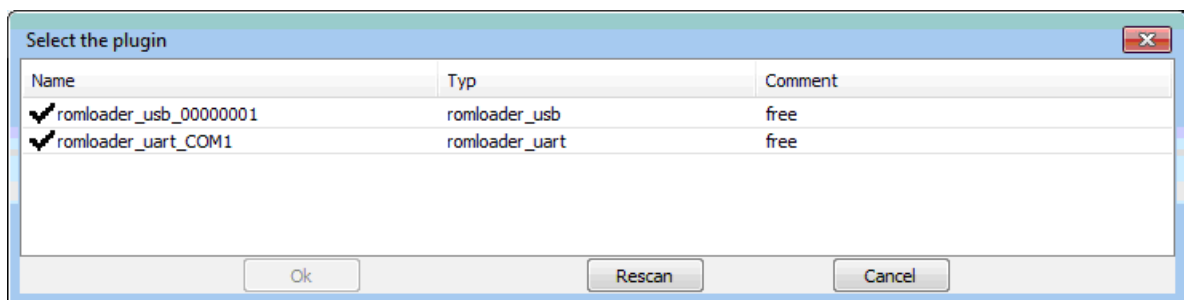 Select the plugin
Name Typ Comment
romloader_usb_00000001 romloader_usb free
romloader_uart_COM1 romloader_uart free
Ok Rescan Cancel